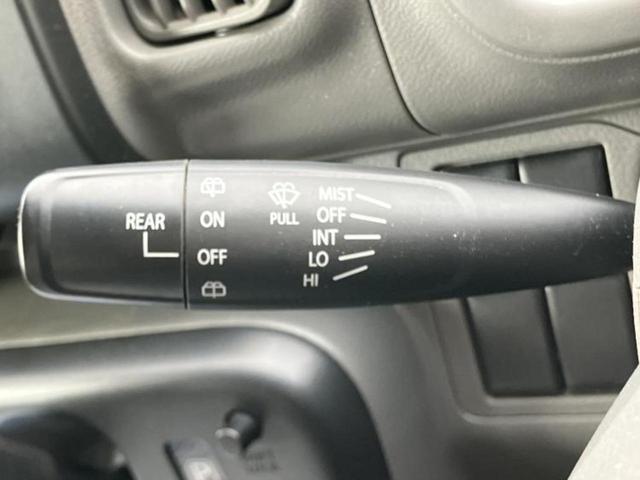 REAR
ON
OFF
PULL
MIST
OFF
INT
LO
HI